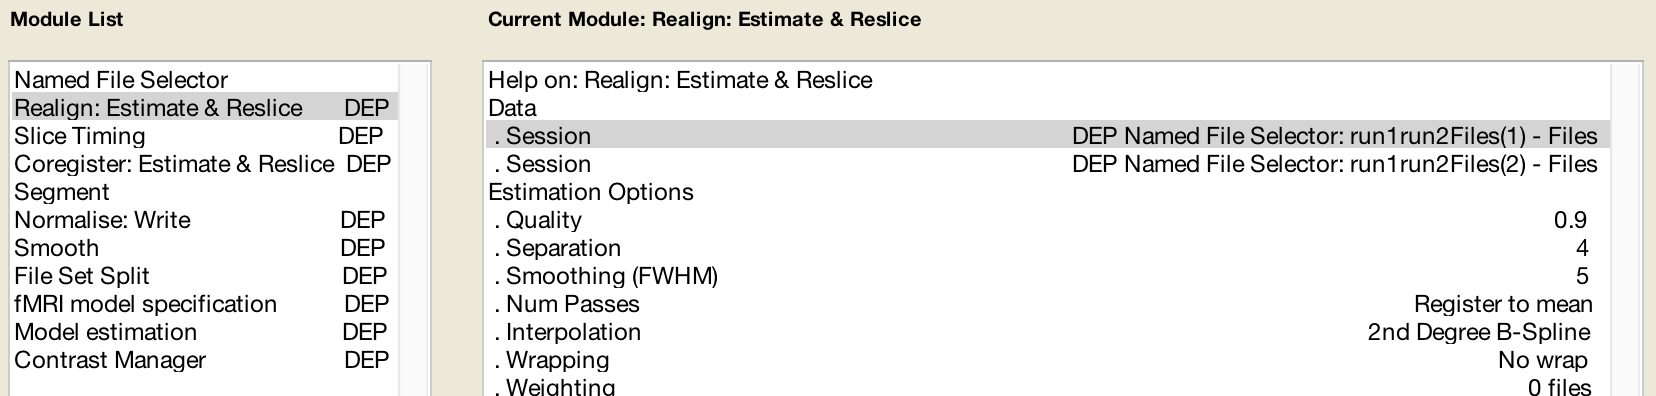 Module List
Named File Selector
Realign: Estimate & Reslice DEP
Slice Timing DEP
Coregister: Estimate & Reslice DEP
Segment
Normalise: Write DEP
Smooth DEP
File Set Split DEP
fMRI model specification DEP
Model estimation DEP
Contrast Manager DEP
Current Module: Realign: Estimate & Reslice
Help on: Realign: Estimate & Reslice
Data
. Session DEP Named File Selector: run1run2Files(1) - Files
. Session DEP Named File Selector: run1run2Files(2) - Files
Estimation Options
. Quality 0.9
. Separation 4
. Smoothing (FWHM) 5
. Num Passes Register to mean
. Interpolation 2nd Degree B-Spline
. Wrapping No wrap
. Weighting 0 files